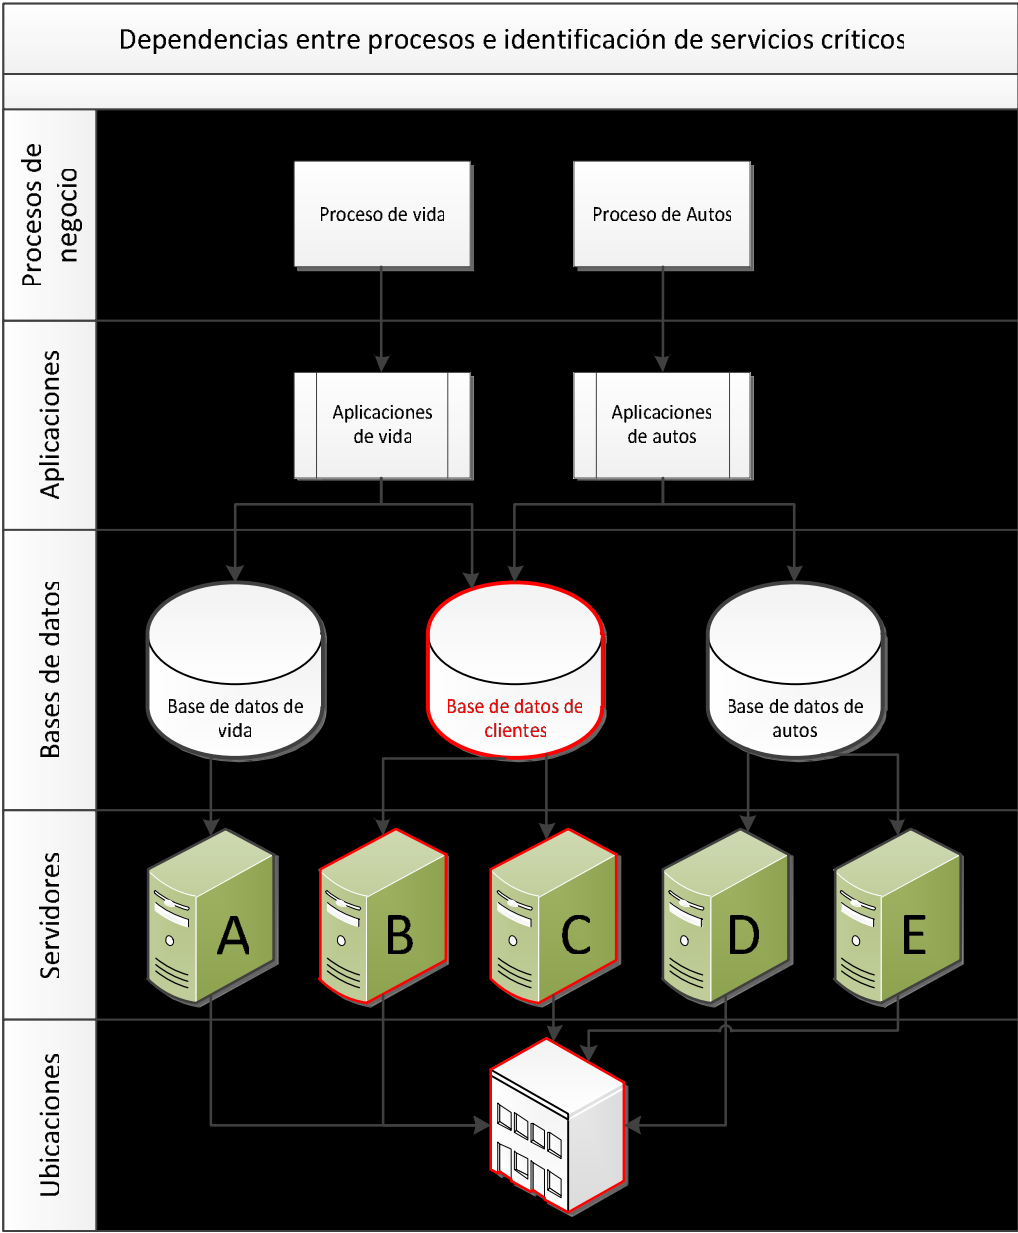 Dependencias entre procesos e identificación de servicios críticos
Procesos de
negocio
Proceso de vida
Proceso de Autos
Aplicaciones
Aplicaciones
de vida
Aplicaciones
de autos
Bases de datos
Base de datos de
vida
Base de datos de
clientes
Base de datos de
autos
Servidores
A
B
C
D
E
Ubicaciones